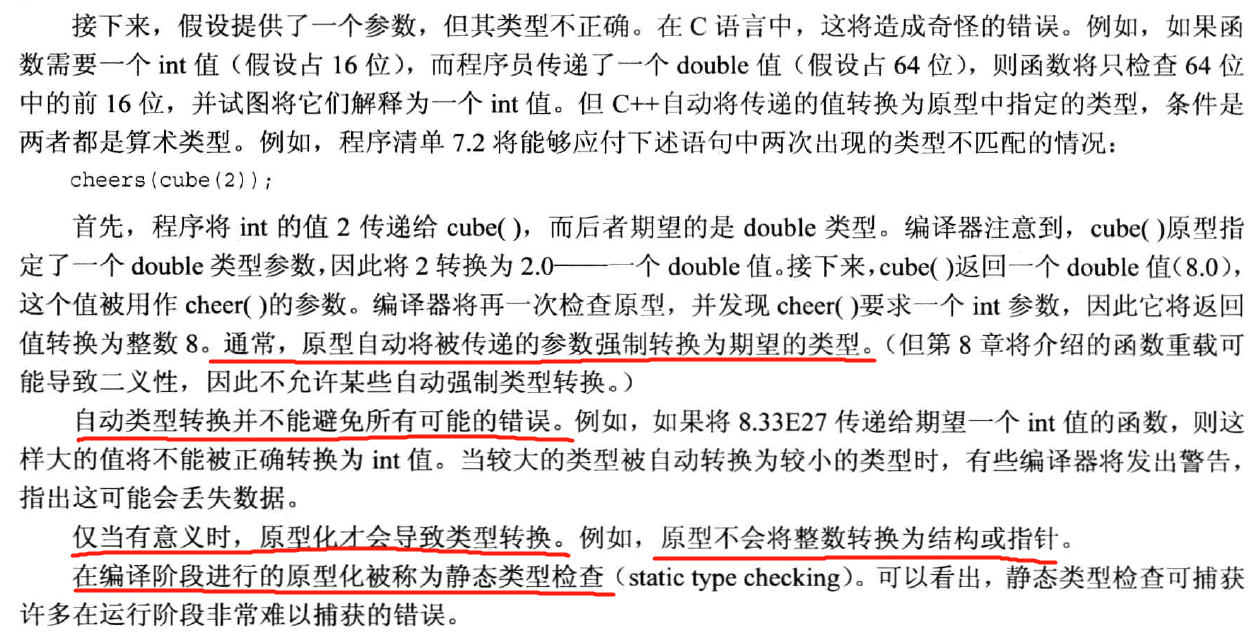 接下来，假设提供了一个参数，但其类型不正确。在 C 语言中，这将造成奇怪的错误。例如，如果函
数需要一个 int 值（假设占 16 位），而程序员传递了一个 double 值（假设占 64 位），则函数将只检查 64 位
中的前 16 位，并试图将它们解释为一个 int 值。但 C++自动将传递的值转换为原型中指定的类型，条件是
两者都是算术类型。例如，程序清单 7.2 将能够应付下述语句中两次出现的类型不匹配的情况：
cheers(cube(2));
首先，程序将 int 的值 2 传递给 cube( )，而后者期望的是 double 类型。编译器注意到，cube( )原型指
定了一个 double 类型参数，因此将 2 转换为 2.0——一个 double 值。接下来，cube( )返回一个 double 值（8.0），
这个值被用作 cheer( )的参数。编译器将再一次检查原型，并发现 cheer( )要求一个 int 参数，因此它将返回
值转换为整数 8。通常，原型自动将被传递的参数强制转换为期望的类型。（但第 8 章将介绍的函数重载可
能导致二义性，因此不允许某些自动强制类型转换。）
自动类型转换并不能避免所有可能的错误。例如，如果将 8.33E27 传递给期望一个 int 值的函数，则这
样大的值将不能被正确转换为 int 值。当较大的类型被自动转换为较小的类型时，有些编译器将发出警告，
指出这可能会丢失数据。
仅当有意义时，原型化才会导致类型转换。例如，原型不会将整数转换为结构或指针。
在编译阶段进行的原型化被称为静态类型检查（static type checking）。可以看出，静态类型检查可捕获
许多在运行阶段非常难以捕获的错误。